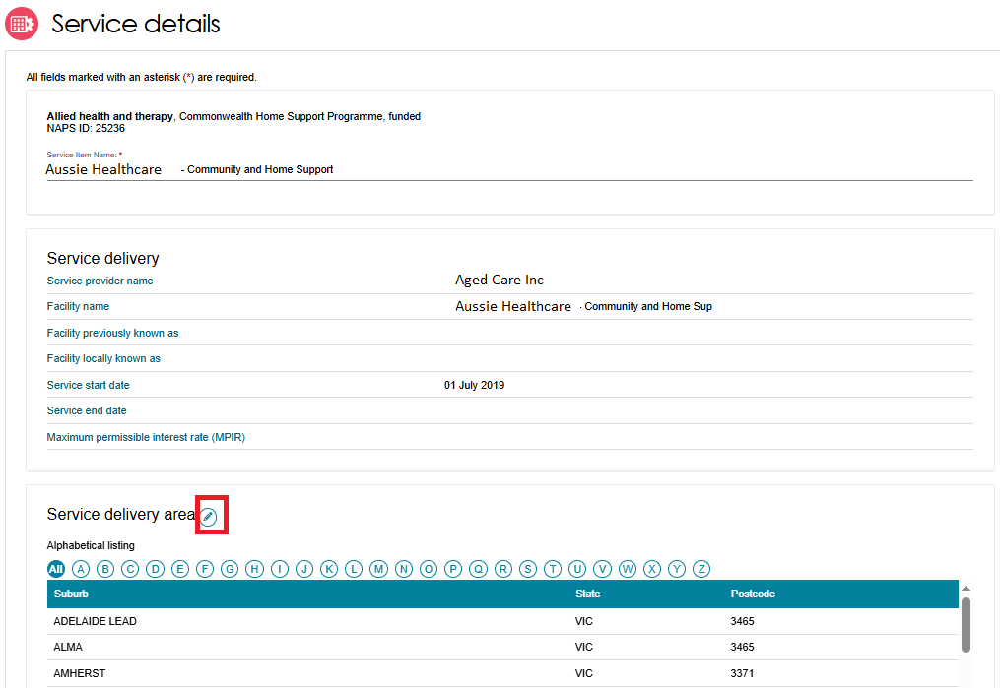 Service details
All fields marked with an asterisk (*) are required.
Allied health and therapy, Commonwealth Home Support Programme, funded
NAPS ID: 25236
Service Item Name: *
Aussie Healthcare - Community and Home Support
Service delivery
Service provider name Aged Care Inc
Facility name Aussie Healthcare - Community and Home Sup
Facility previously known as
Facility locally known as
Service start date 01 July 2019
Service end date
Maximum permissible interest rate (MPIR)
Service delivery area
Alphabetical listing
All A B C D E F G H I J K L M N O P Q R S T U V W X Y Z
Suburb State Postcode
ADELAIDE LEAD VIC 3465
ALMA VIC 3465
AMHERST VIC 3371